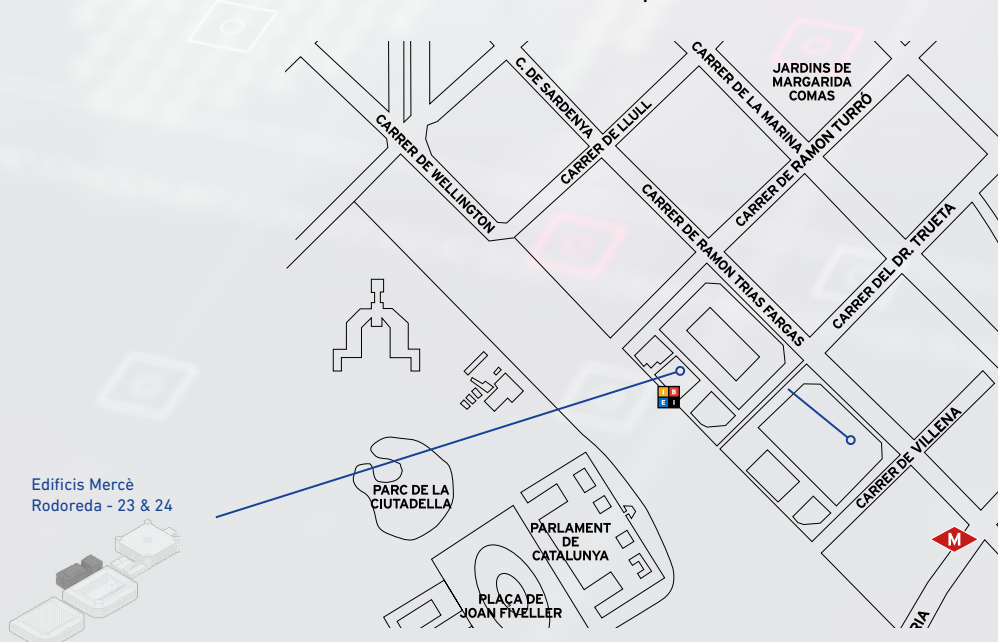 JARDINS DE
MARGARIDA
COMAS
C. DE SARDENYA
CARRER DE LA MARINA
CARRER DE LLULL
CARRER DE RAMON TURRÓ
CARRER DE WELLINGTON
CARRER DE RAMON TRIAS FARGAS
CARRER DEL DR. TRUETA
I B
E I
CARRER DE VILLENA
Edificis Mercè
Rodoreda - 23 & 24
PARC DE LA
CIUTADELLA
PARLAMENT
DE
CATALUNYA
M
PLAÇA DE
JOAN FIVELLER
RIA